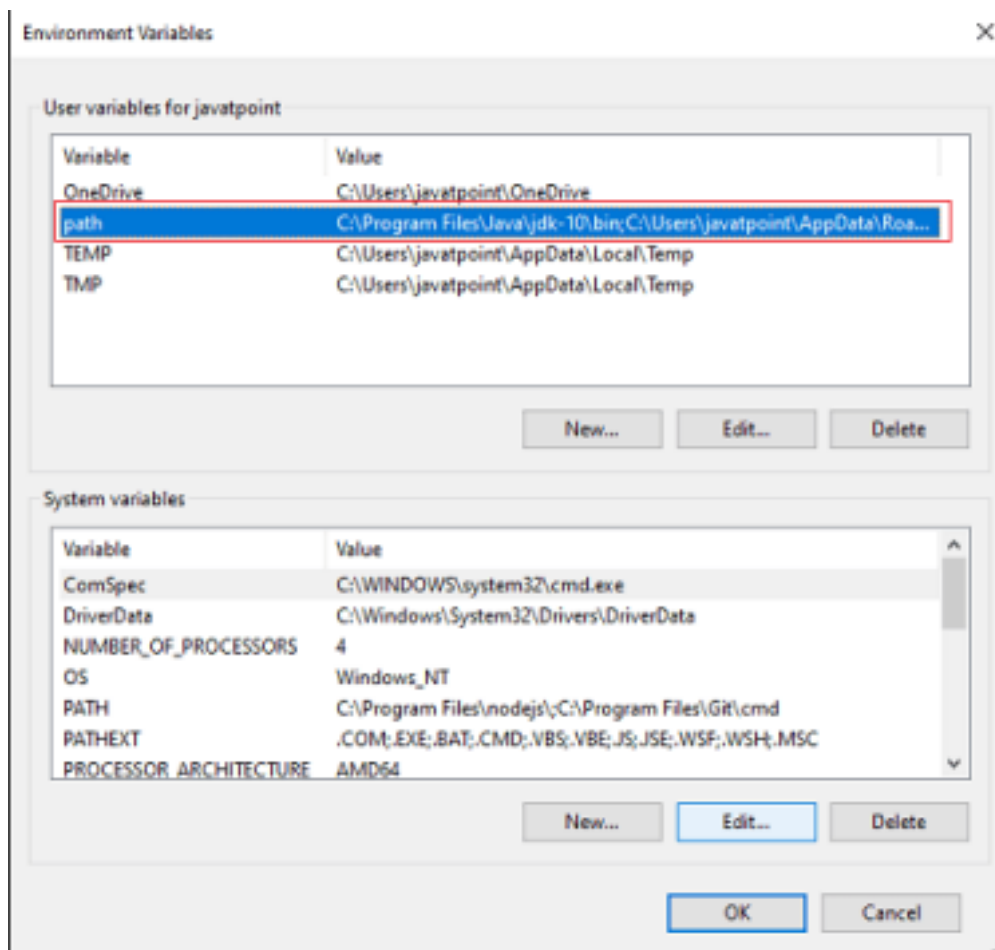 Environment Variables
User variables for javatpoint
Variable Value
OneDrive C:\Users\javatpoint\OneDrive
path C:\Program Files\Java\jdk-10\bin;C:\Users\javatpoint\AppData\Roa...
TEMP C:\Users\javatpoint\AppData\Local\Temp
TMP C:\Users\javatpoint\AppData\Local\Temp
New... Edit... Delete
System variables
Variable Value
ComSpec C:\WINDOWS\system32\cmd.exe
DriverData C:\Windows\System32\Drivers\DriverData
NUMBER_OF_PROCESSORS 4
OS Windows_NT
PATH C:\Program Files\nodejs\;C:\Program Files\Git\cmd
PATHEXT .COM;.EXE;.BAT;.CMD;.VBS;.VBE;.JS;.JSE;.WSF;.WSH;.MSC
PROCESSOR_ARCHITECTURE AMD64
New... Edit... Delete
OK Cancel